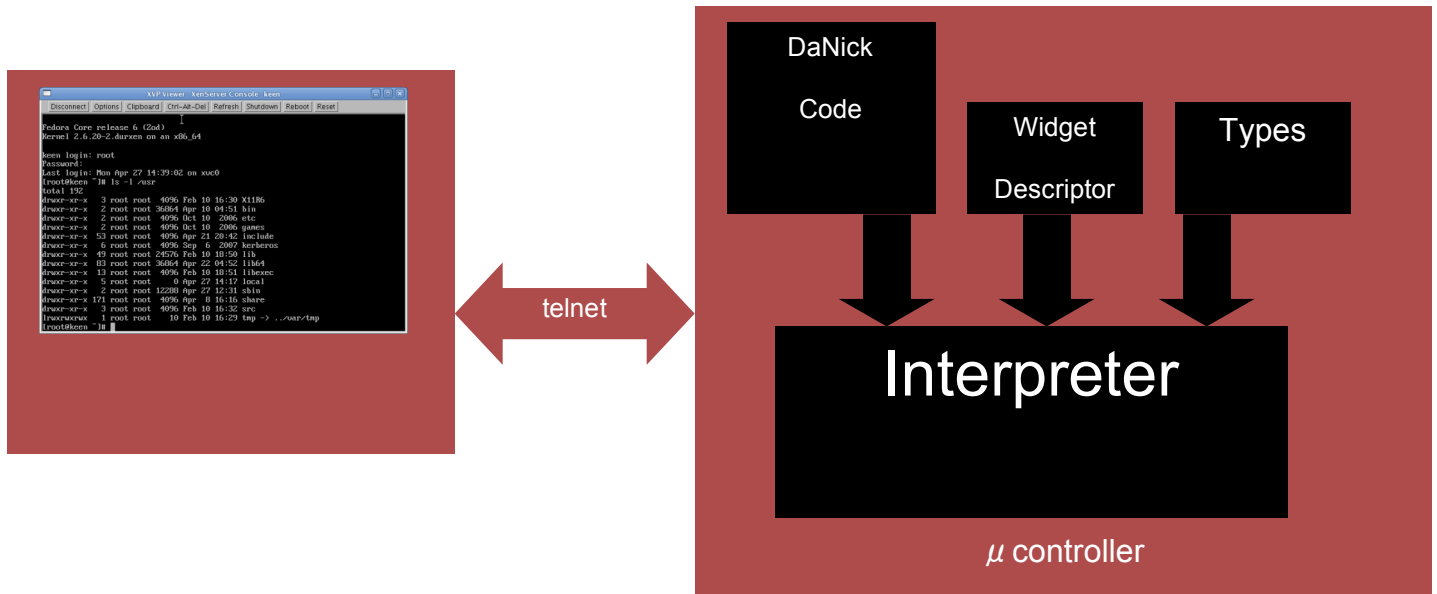 XVP Viewer XenServer Console keen
Disconnect Options Clipboard Ctrl-Alt-Del Refresh Shutdown Reboot Reset
Fedora Core release 6 (Zod)
Kernel 2.6.20-2.durxen on an x86_64
keen login: root
Password:
Last login: Mon Apr 27 14:39:02 on xvc0
[root@keen ~]# ls -l /usr
total 192
drwxr-xr-x 3 root root 4096 Feb 10 16:30 X11R6
drwxr-xr-x 2 root root 36864 Apr 10 04:51 bin
drwxr-xr-x 2 root root 4096 Oct 10 2006 etc
drwxr-xr-x 2 root root 4096 Oct 10 2006 games
drwxr-xr-x 53 root root 4096 Apr 21 20:42 include
drwxr-xr-x 6 root root 4096 Sep 6 2007 kerberos
drwxr-xr-x 49 root root 24576 Feb 10 18:50 lib
drwxr-xr-x 83 root root 36864 Apr 22 04:52 lib64
drwxr-xr-x 13 root root 4096 Feb 10 18:51 libexec
drwxr-xr-x 5 root root 0 Apr 27 14:17 local
drwxr-xr-x 2 root root 12288 Apr 27 12:31 sbin
drwxr-xr-x 171 root root 4096 Apr 8 16:16 share
drwxr-xr-x 3 root root 4096 Feb 10 16:32 src
lrwxrwxrwx 1 root root 10 Feb 10 16:29 tmp -> ../var/tmp
[root@keen ~]#
telnet
DaNick
Code
Widget
Descriptor
Types
Interpreter
μ controller